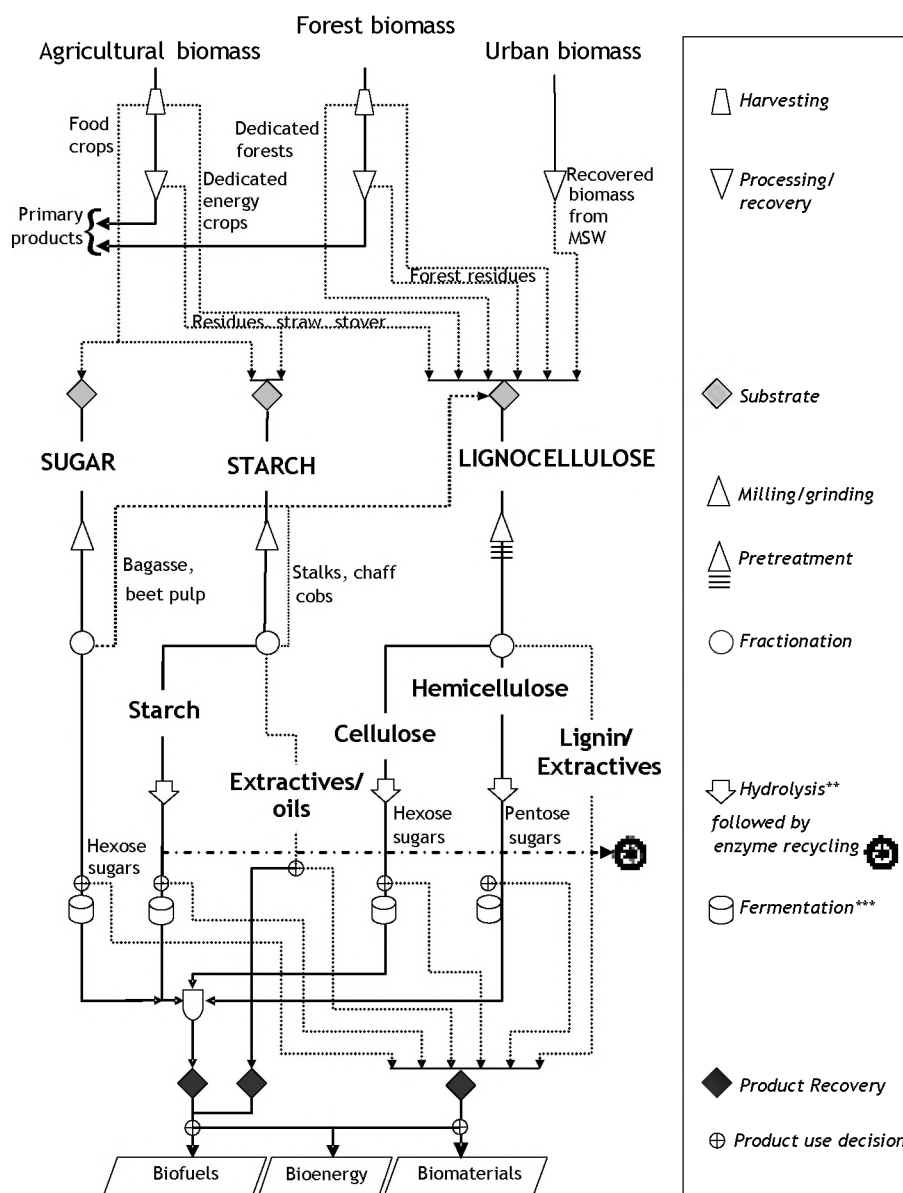 Forest biomass
Agricultural biomass
Urban biomass
Food
crops
Dedicated
forests
Dedicated
energy
crops
Recovered
biomass
from
MSW
Primary
products
Forest residues
Residues, straw, stover
SUGAR
STARCH
LIGNOCELLULOSE
Bagasse,
beet pulp
Stalks, chaff
cobs
Hemicellulose
Starch
Cellulose
Lignin/
Extractives
Extractives/
oils
Hexose
sugars
Pentose
sugars
Hexose
sugars
Biofuels
Bioenergy
Biomaterials
Harvesting
Processing/
recovery
Substrate
Milling/grinding
Pretreatment
Fractionation
Hydrolysis**
followed by
enzyme recycling
Fermentation***
Product Recovery
Product use decision